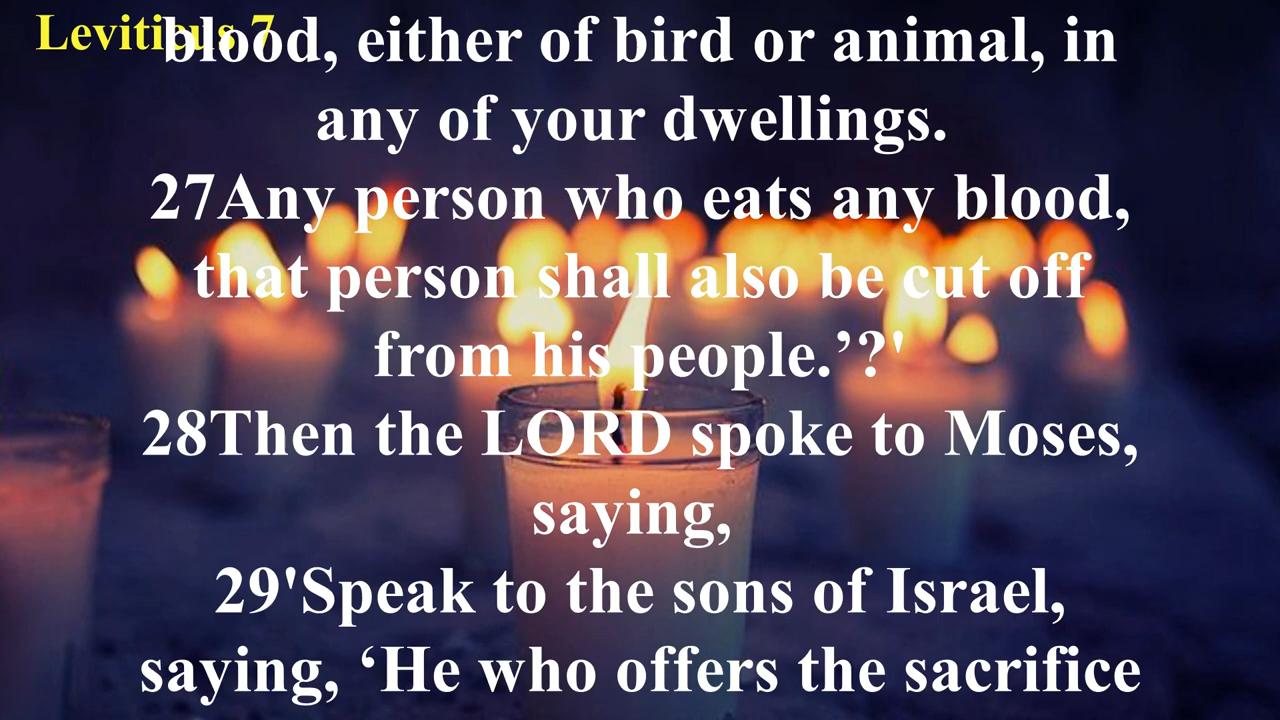 Leviticus 7
blood, either of bird or animal, in
any of your dwellings.
27Any person who eats any blood,
that person shall also be cut off
from his people.’?'
28Then the LORD spoke to Moses,
saying,
29'Speak to the sons of Israel,
saying, ‘He who offers the sacrifice